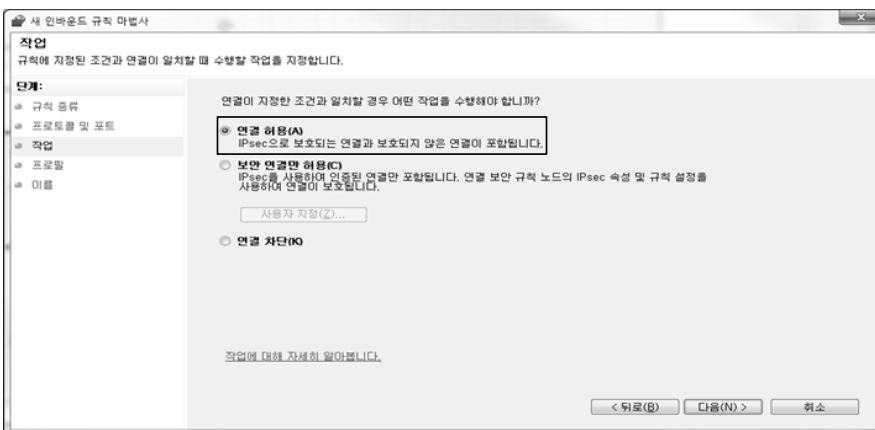 새 인바운드 규칙 마법사
작업
규칙에 지정된 조건과 연결이 일치할 때 수행할 작업을 지정합니다.
단계:
규칙 종류
프로토콜 및 포트
작업
프로필
이름
연결이 지정한 조건과 일치할 경우 어떤 작업을 수행해야 합니까?
연결 허용(A)
IPsec으로 보호되는 연결과 보호되지 않은 연결이 포함됩니다.
보안 연결만 허용(C)
IPsec를 사용하여 인증된 연결만 포함됩니다. 연결 보안 규칙 노드의 IPsec 속성 및 규칙 설정을
사용하여 연결이 보호됩니다.
사용자 지정(Z)...
연결 차단(K)
작업에 대해 자세히 알아봅니다.
< 뒤로(B)
다음(N) >
취소